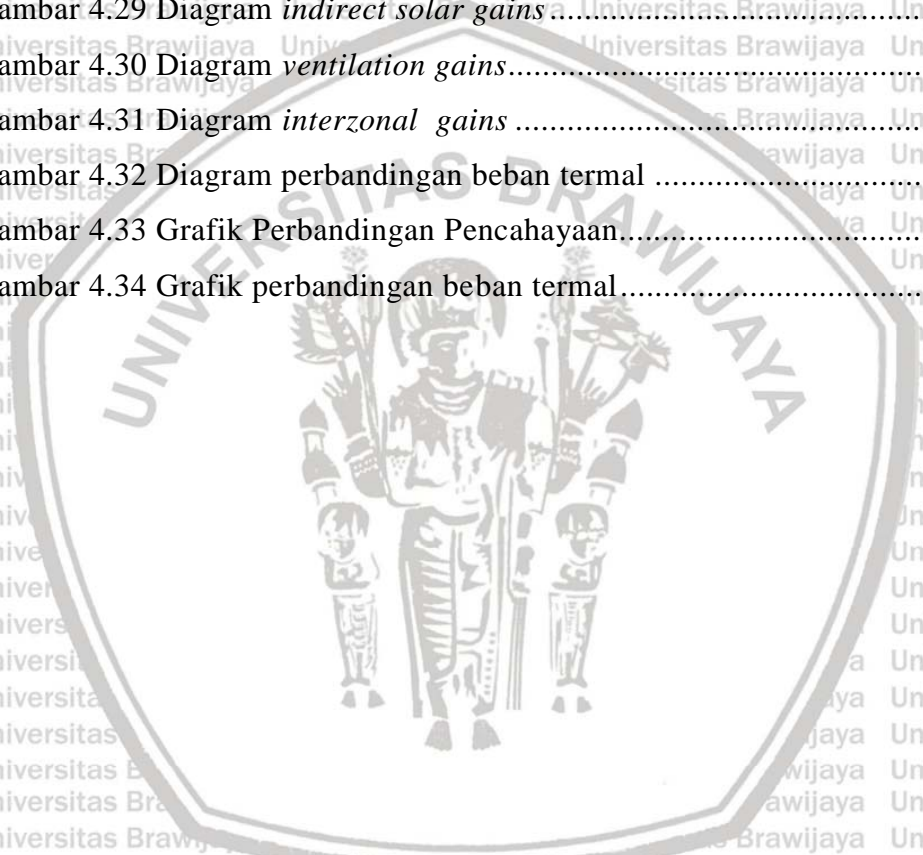 ambar 4.29 Diagram indirect solar gains....................................................
ambar 4.30 Diagram ventilation gains....................................................
ambar 4.31 Diagram interzonal gains ....................................................
ambar 4.32 Diagram perbandingan beban termal ....................................................
ambar 4.33 Grafik Perbandingan Pencahayaan....................................................
ambar 4.34 Grafik perbandingan beban termal....................................................
UNIVERSITAS BRAWIJAYA